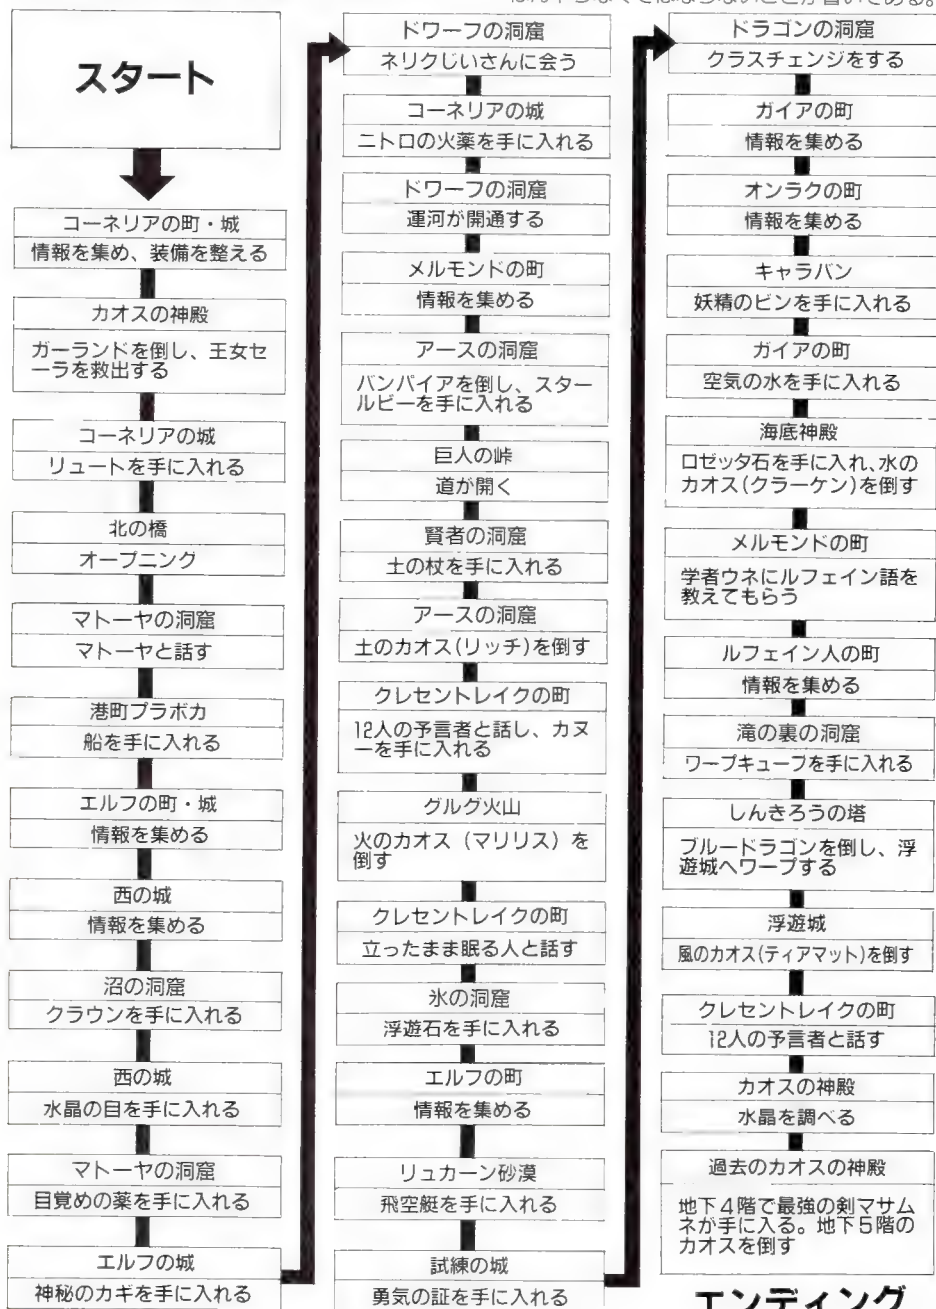 スタート
コーネリアの町・城
情報を集め、装備を整える
カオスの神殿
ガーランドを倒し、王女セ
ーラを救出する
コーネリアの城
リュートを手に入れる
北の橋
オープニング
マトーヤの洞窟
マトーヤと話す
港町プラボカ
船を手に入れる
エルフの町・城
情報を集める
西の城
情報を集める
沼の洞窟
クラウンを手に入れる
西の城
水晶の目を手に入れる
マトーヤの洞窟
目覚めの薬を手に入れる
エルフの城
神秘のカギを手に入れる
ドワーフの洞窟
ネリクじいさんに会う
コーネリアの城
ニトロの火薬を手に入れる
ドワーフの洞窟
運河が開通する
メルモンドの町
情報を集める
アースの洞窟
バンパイアを倒し、スター
ルビーを手に入れる
巨人の峠
道が開く
賢者の洞窟
土の杖を手に入れる
アースの洞窟
土のカオス(リッチ)を倒す
クレセントレイクの町
12人の予言者と話し、カヌ
ーを手に入れる
グルグ火山
火のカオス(マリリス)を
倒す
クレセントレイクの町
立ったまま眠る人と話す
氷の洞窟
浮遊石を手に入れる
エルフの町
情報を集める
リュカーン砂漠
飛空艇を手に入れる
試練の城
勇気の証を手に入れる
ドラゴンの洞窟
クラスチェンジをする
ガイアの町
情報を集める
オンラクの町
情報を集める
キャラバン
妖精のビンを手に入れる
ガイアの町
空気の水を手に入れる
海底神殿
ロゼッタ石を手に入れ、水の
カオス(クラーケン)を倒す
メルモンドの町
学者ウネにルフェイン語を
教えてもらう
ルフェイン人の町
情報を集める
滝の裏の洞窟
ワープキューブを手に入れる
しんきろうの塔
ブルードラゴンを倒し、浮
遊城へワープする
浮遊城
風のカオス(ティアマット)を倒す
クレセントレイクの町
12人の予言者と話す
カオスの神殿
水晶を調べる
過去のカオスの神殿
地下4階で最強の剣マサム
ネが手に入る。地下5階の
カオスを倒す
エンディング